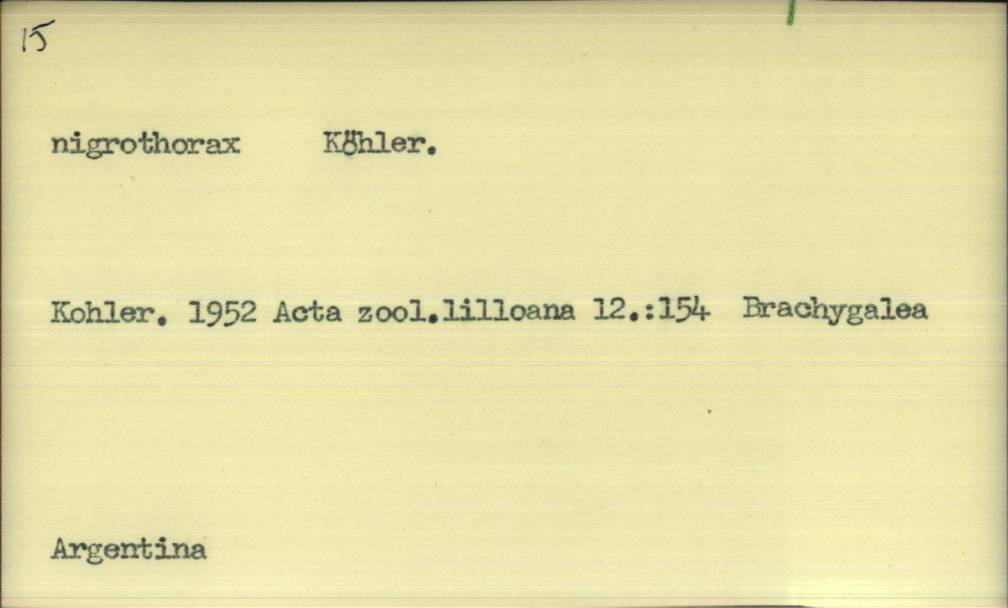 15
nigrothorax Köhler.
Kohler. 1952 Acta zool.lilloana 12.:154 Brachygalea
Argentina